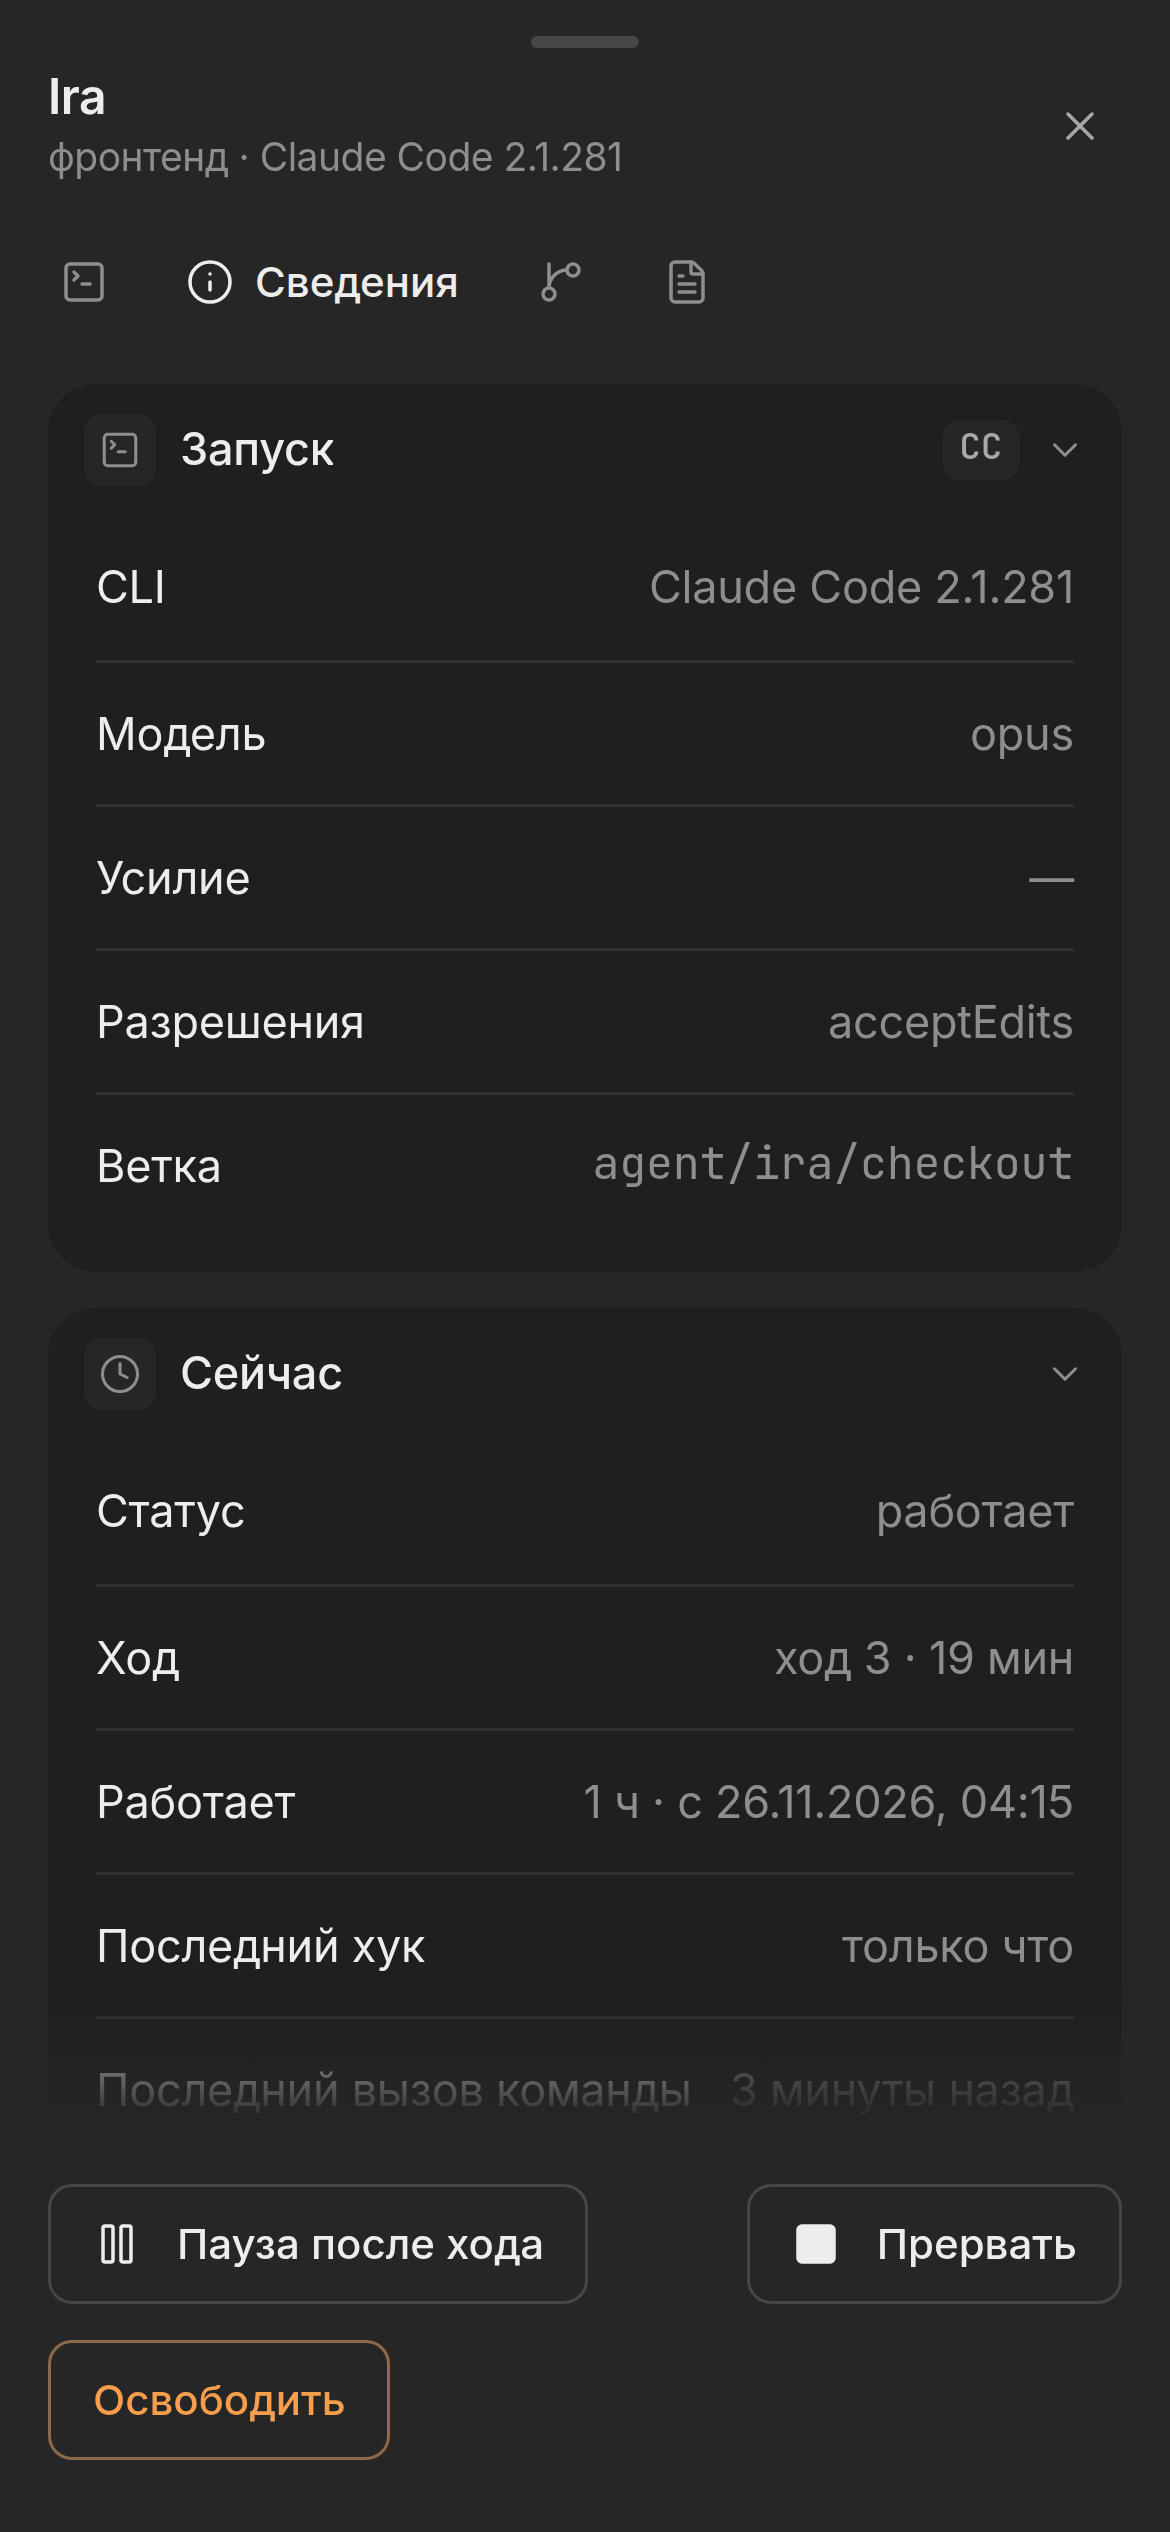 Ira
фронтенд · Claude Code 2.1.281
Сведения
Запуск
CC
CLI
Claude Code 2.1.281
Модель
opus
Усилие
—
Разрешения
acceptEdits
Ветка
agent/ira/checkout
Сейчас
Статус
работает
Ход
ход 3 · 19 мин
Работает
1 ч · с 26.11.2026, 04:15
Последний хук
только что
Последний вызов команды
3 минуты назад
Пауза после хода
Прервать
Освободить